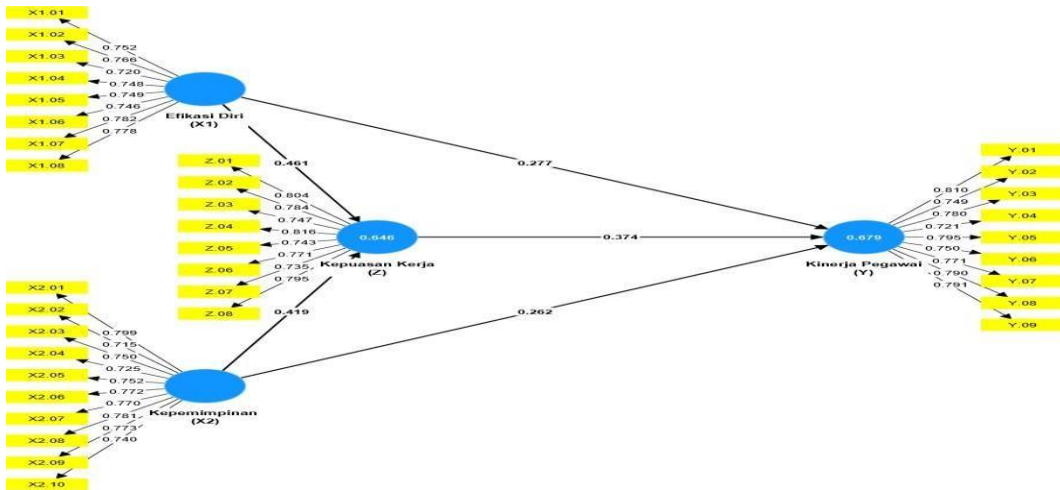 X1.01
X1.02
X1.03
X1.04
X1.05
X1.06
X1.07
X1.08
0.752
0.766
0.720
0.748
0.749
0.746
0.782
0.778
Efikasi Diri
(X1)
0.461
0.277
Z.01
Z.02
Z.03
Z.04
Z.05
Z.06
Z.07
Z.08
0.804
0.784
0.747
0.816
0.743
0.771
0.735
0.795
0.646
Kepuasan Kerja
(Z)
0.374
0.419
0.262
X2.01
X2.02
X2.03
X2.04
X2.05
X2.06
X2.07
X2.08
X2.09
X2.10
0.799
0.715
0.750
0.725
0.752
0.772
0.770
0.781
0.773
0.740
Kepemimpinan
(X2)
0.679
Kinerja Pegawai
(Y)
0.810
0.749
0.780
0.721
0.795
0.750
0.771
0.790
0.791
Y.01
Y.02
Y.03
Y.04
Y.05
Y.06
Y.07
Y.08
Y.09